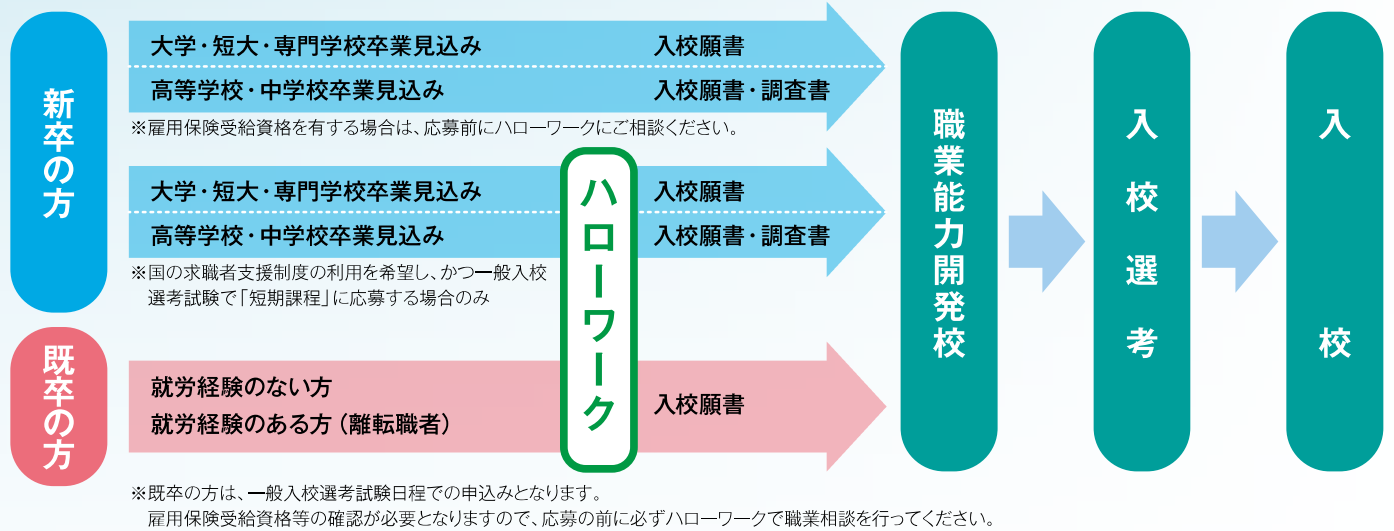 新卒の方
大学・短大・専門学校卒業見込み 入校願書
高等学校・中学校卒業見込み 入校願書・調査書
※雇用保険受給資格を有する場合は、応募前にハローワークにご相談ください。
大学・短大・専門学校卒業見込み 入校願書
高等学校・中学校卒業見込み 入校願書・調査書
※国の求職者支援制度の利用を希望し、かつ一般入校
選考試験で「短期課程」に応募する場合のみ
ハローワーク
既卒の方
就労経験のない方
就労経験のある方（離転職者）
入校願書
※既卒の方は、一般入校選考試験日程での申込みとなります。
雇用保険受給資格等の確認が必要となりますので、応募の前に必ずハローワークで職業相談を行ってください。
職業能力開発校
入校選考
入校